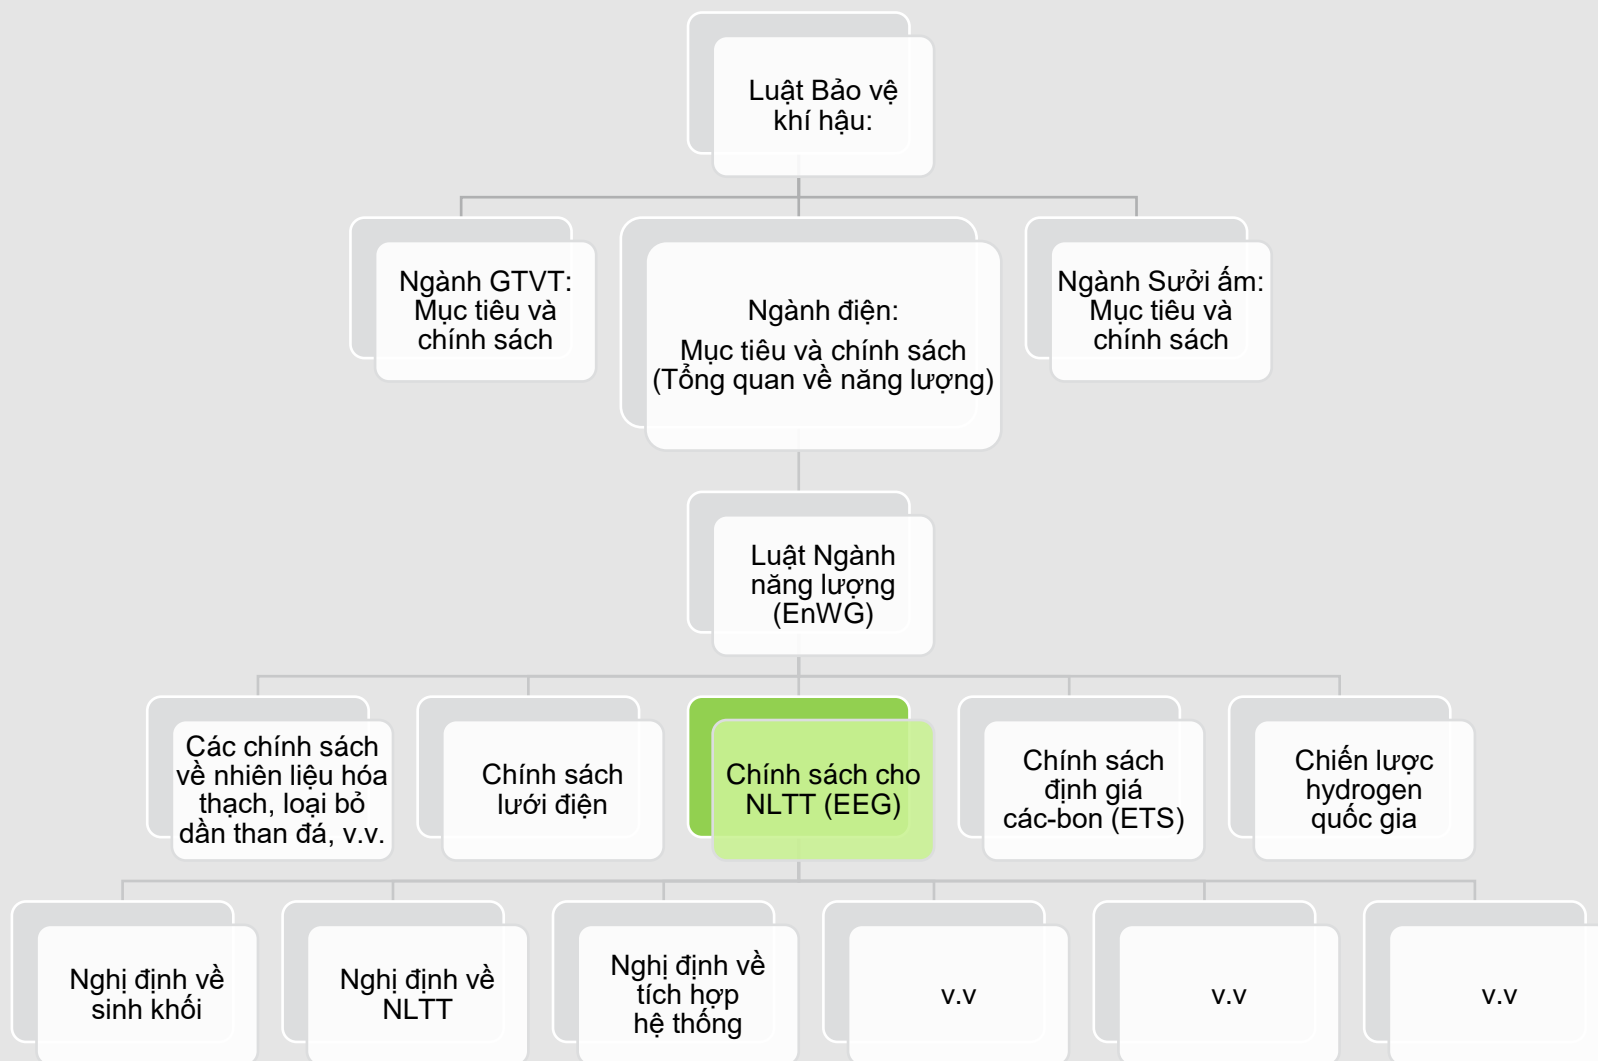 Luật Bảo vệ
khí hậu:
Ngành GTVT:
Mục tiêu và
chính sách
Ngành điện:
Mục tiêu và chính sách
(Tổng quan về năng lượng)
Ngành Sưởi ấm:
Mục tiêu và
chính sách
Luật Ngành
năng lượng
(EnWG)
Các chính sách
về nhiên liệu hóa
thạch, loại bỏ
dần than đá, v.v.
Chính sách
lưới điện
Chính sách cho
NLTT (EEG)
Chính sách
định giá
các-bon (ETS)
Chiến lược
hydrogen
quốc gia
Nghị định về
sinh khối
Nghị định về
NLTT
Nghị định về
tích hợp
hệ thống
v.v
v.v
v.v